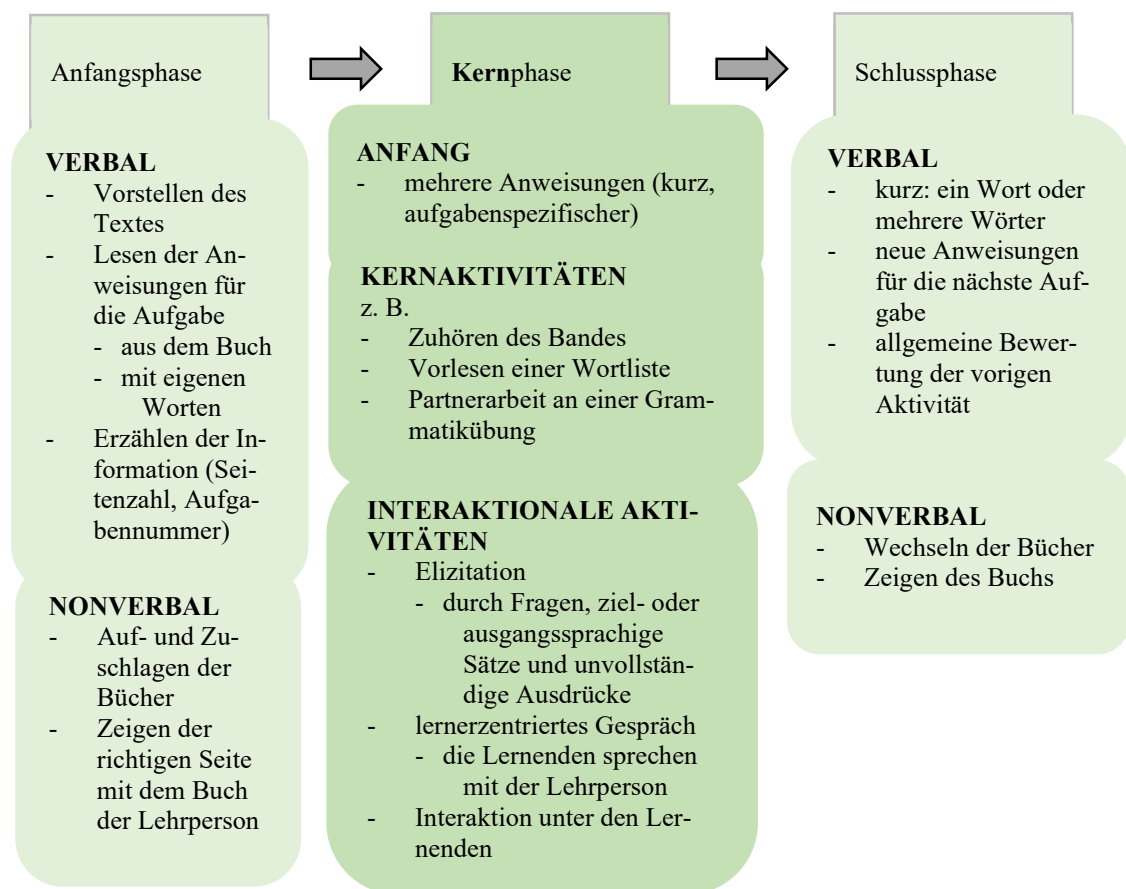 Anfangsphase
VERBAL
- Vorstellen des
Textes
- Lesen der An-
weisungen für
die Aufgabe
- aus dem Buch
- mit eigenen
Worten
- Erzählen der In-
formation (Sei-
tenzahl, Aufga-
bennummer)
NONVERBAL
- Auf- und Zu-
schlagen der
Bücher
- Zeigen der
richtigen Seite
mit dem Buch
der Lehrperson
Kernphase
ANFANG
- mehrere Anweisungen (kurz,
aufgabenspezifischer)
KERNAKTIVITÄTEN
z. B.
- Zuhören des Bandes
- Vorlesen einer Wortliste
- Partnerarbeit an einer Gram-
matikübung
INTERAKTIONALE AKTI-
VITÄTEN
- Elizitation
- durch Fragen, ziel- oder
ausgangssprachige
Sätze und unvollstän-
dige Ausdrücke
- lernerzentriertes Gespräch
- die Lernenden sprechen
mit der Lehrperson
- Interaktion unter den Ler-
nenden
Schlussphase
VERBAL
- kurz: ein Wort oder
mehrere Wörter
- neue Anweisungen
für die nächste Auf-
gabe
- allgemeine Bewer-
tung der vorigen
Aktivität
NONVERBAL
- Wechseln der Bücher
- Zeigen des Buchs